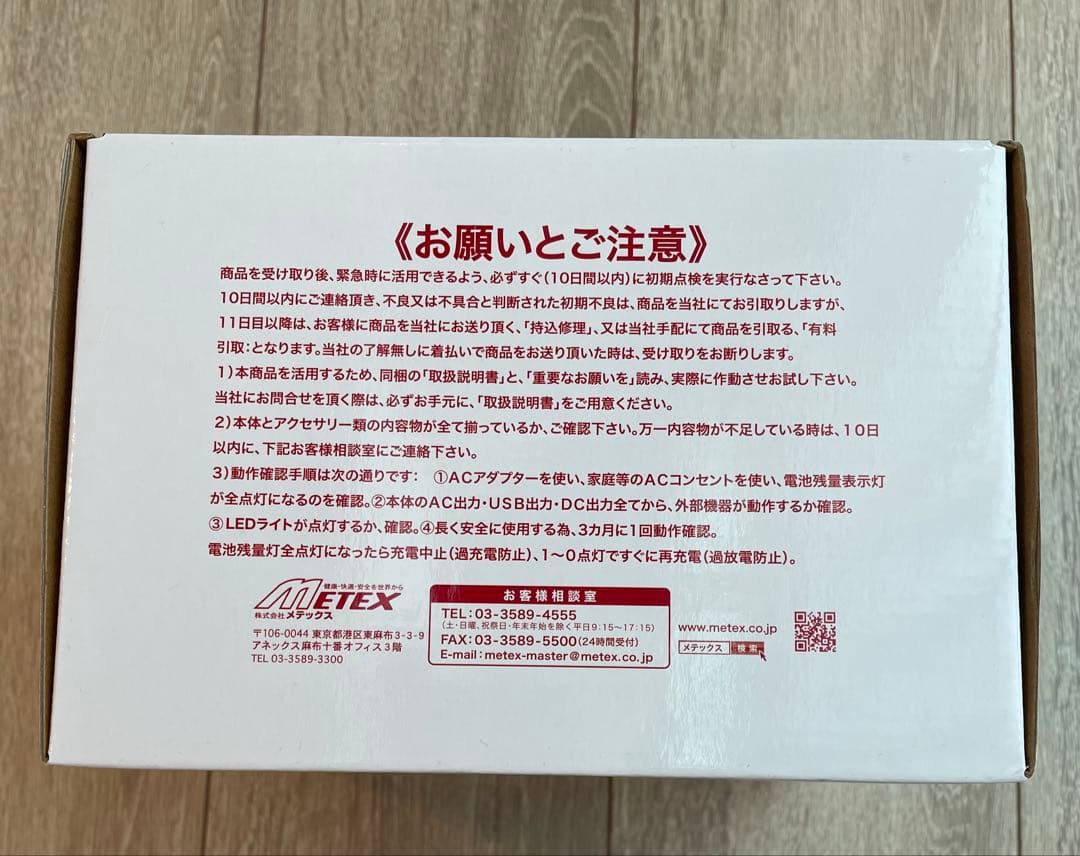 《お願いとご注意》
商品を受け取り後、緊急時に活用できるよう、必ずすぐ(10日間以内)に初期点検を実行なさって下さい。
10日間以内にご連絡頂き、不良又は不具合と判断された初期不良は、商品を当社にてお引取りしますが、
11日目以降は、お客様に商品を当社にお送り頂く、「持込修理」、又は当社手配にて商品を引取る、「有料
引取:となります。当社の了解無しに着払いで商品をお送り頂いた時は、受け取りをお断りします。
1)本商品を活用するため、同梱の「取扱説明書」と、「重要なお願いを」読み、実際に作動させお試し下さい。
当社にお問合せを頂く際は、必ずお手元に、「取扱説明書」をご用意ください。
2)本体とアクセサリー類の内容物が全て揃っているか、ご確認下さい。万一内容物が不足している時は、10日
以内に、下記お客様相談室にご連絡下さい。
3)動作確認手順は次の通りです: ①ACアダプターを使い、家庭等のACコンセントを使い、電池残量表示灯
が全点灯になるのを確認。②本体のAC出力・USB出力・DC出力全てから、外部機器が動作するか確認。
③LEDライトが点灯するか、確認。④長く安全に使用する為、3カ月に1回動作確認。
電池残量灯全点灯になったら充電中止(過充電防止)、1〜0点灯ですぐに再充電(過放電防止)。
健康・快適・安全を世界から
METEX
株式会社 メテックス
〒106-0044 東京都港区東麻布3-3-9
アネックス麻布十番オフィス3階
TEL 03-3589-3300
お客様相談室
TEL:03-3589-4555
(土・日曜、祝祭日・年末年始を除く平日9:15〜17:15)
FAX:03-3589-5500(24時間受付)
E-mail:metex-master@metex.co.jp
www.metex.co.jp
メテックス 検索